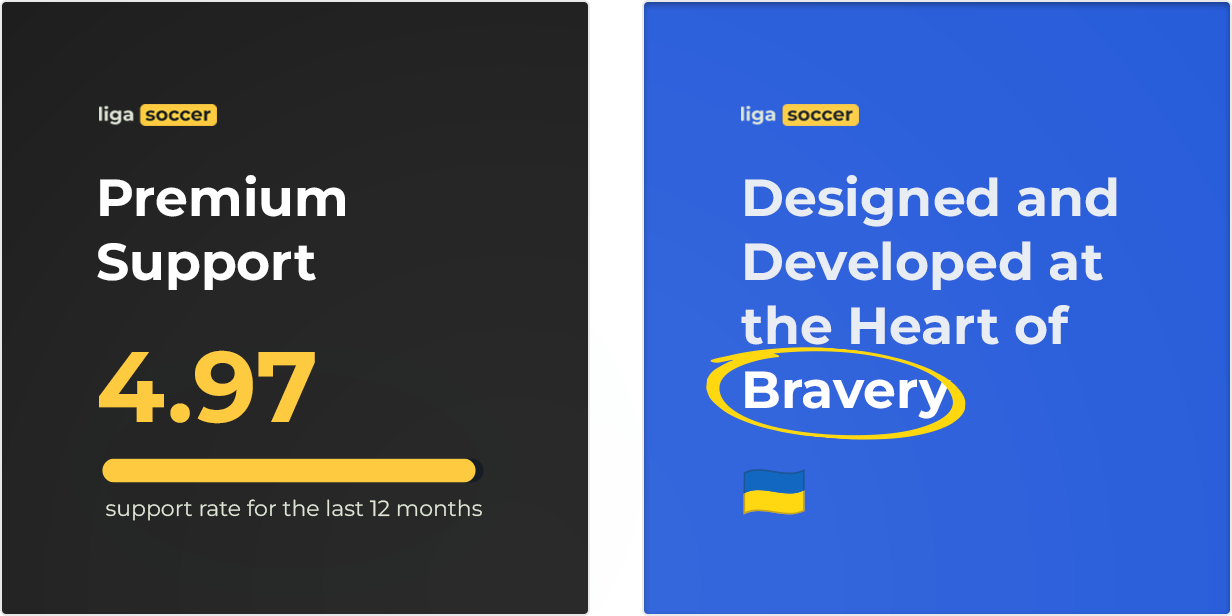 liga soccer
Premium
Support
4.97
support rate for the last 12 months
liga soccer
Designed and
Developed at
the Heart of
Bravery